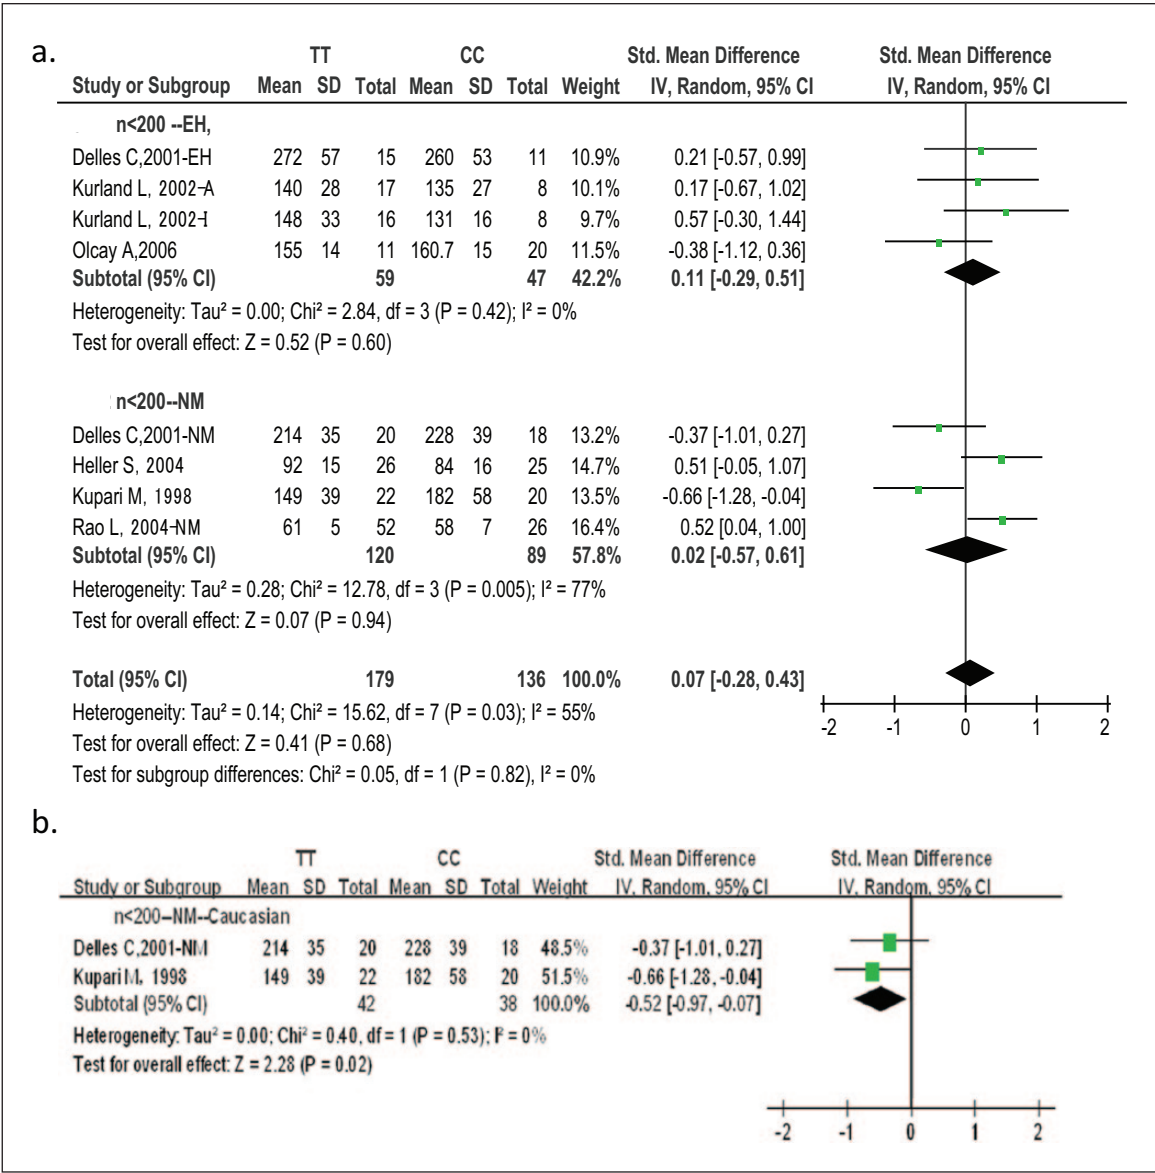 a.
TT CC Std. Mean Difference Std. Mean Difference
Study or Subgroup Mean SD Total Mean SD Total Weight IV, Random, 95% CI IV, Random, 95% CI
n<200 --EH,
Delles C,2001-EH 272 57 15 260 53 11 10.9% 0.21 [-0.57, 0.99]
Kurland L, 2002-A 140 28 17 135 27 8 10.1% 0.17 [-0.67, 1.02]
Kurland L, 2002-I 148 33 16 131 16 8 9.7% 0.57 [-0.30, 1.44]
Olcay A,2006 155 14 11 160.7 15 20 11.5% -0.38 [-1.12, 0.36]
Subtotal (95% CI) 59 47 42.2% 0.11 [-0.29, 0.51]
Heterogeneity: Tau² = 0.00; Chi² = 2.84, df = 3 (P = 0.42); I² = 0%
Test for overall effect: Z = 0.52 (P = 0.60)
n<200--NM
Delles C,2001-NM 214 35 20 228 39 18 13.2% -0.37 [-1.01, 0.27]
Heller S, 2004 92 15 26 84 16 25 14.7% 0.51 [-0.05, 1.07]
Kupari M, 1998 149 39 22 182 58 20 13.5% -0.66 [-1.28, -0.04]
Rao L, 2004-NM 61 5 52 58 7 26 16.4% 0.52 [0.04, 1.00]
Subtotal (95% CI) 120 89 57.8% 0.02 [-0.57, 0.61]
Heterogeneity: Tau² = 0.28; Chi² = 12.78, df = 3 (P = 0.005); I² = 77%
Test for overall effect: Z = 0.07 (P = 0.94)
Total (95% CI) 179 136 100.0% 0.07 [-0.28, 0.43]
Heterogeneity: Tau² = 0.14; Chi² = 15.62, df = 7 (P = 0.03); I² = 55%
Test for overall effect: Z = 0.41 (P = 0.68)
Test for subgroup differences: Chi² = 0.05, df = 1 (P = 0.82), I² = 0%
-2 -1 0 1 2
b.
TT CC Std. Mean Difference Std. Mean Difference
Study or Subgroup Mean SD Total Mean SD Total Weight IV, Random, 95% CI IV, Random, 95% CI
n<200--NM--Caucasian
Delles C,2001-NM 214 35 20 228 39 18 48.5% -0.37 [-1.01, 0.27]
Kupari M, 1998 149 39 22 182 58 20 51.5% -0.66 [-1.28, -0.04]
Subtotal (95% CI) 42 38 100.0% -0.52 [-0.97, -0.07]
Heterogeneity: Tau² = 0.00; Chi² = 0.40, df = 1 (P = 0.53); I² = 0%
Test for overall effect: Z = 2.28 (P = 0.02)
-2 -1 0 1 2